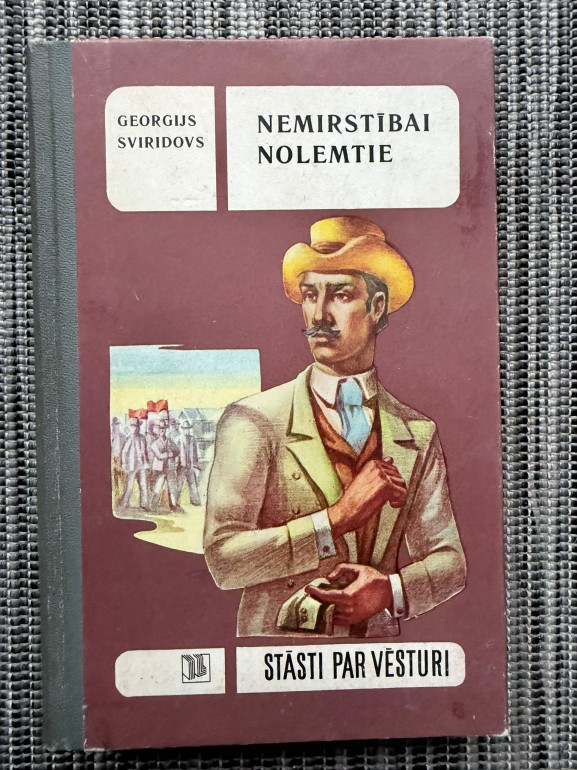 GEORGIJS
SVIRIDOVS
NEMIRSTĪBAI
NOLEMTIE
STĀSTI PAR VĒSTURI